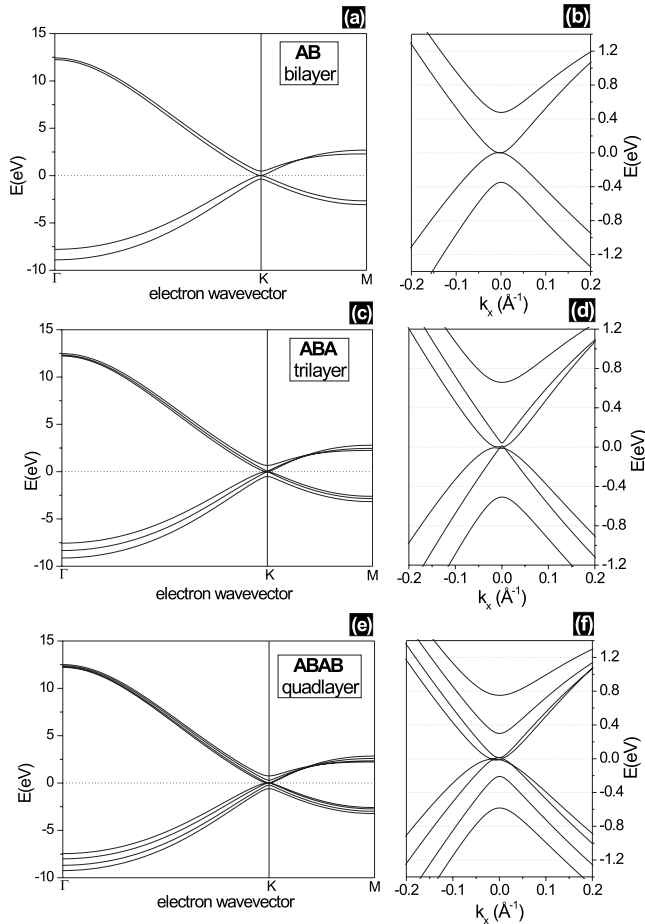 (a)
15
10
5
0
-5
-10
E(eV)
AB
bilayer
Γ
K
M
electron wavevector
(b)
1.2
0.8
0.4
0.0
-0.4
-0.8
-1.2
E(eV)
-0.2
-0.1
0.0
0.1
0.2
kx (Å-1)
(c)
15
10
5
0
-5
-10
E(eV)
ABA
trilayer
Γ
K
M
electron wavevector
(d)
1.2
0.8
0.4
0.0
-0.4
-0.8
-1.2
E(eV)
-0.2
-0.1
0.0
0.1
0.2
kx (Å-1)
(e)
15
10
5
0
-5
-10
E(eV)
ABAB
quadlayer
Γ
K
M
electron wavevector
(f)
1.2
0.8
0.4
0.0
-0.4
-0.8
-1.2
E(eV)
-0.2
-0.1
0.0
0.1
0.2
kx (Å-1)